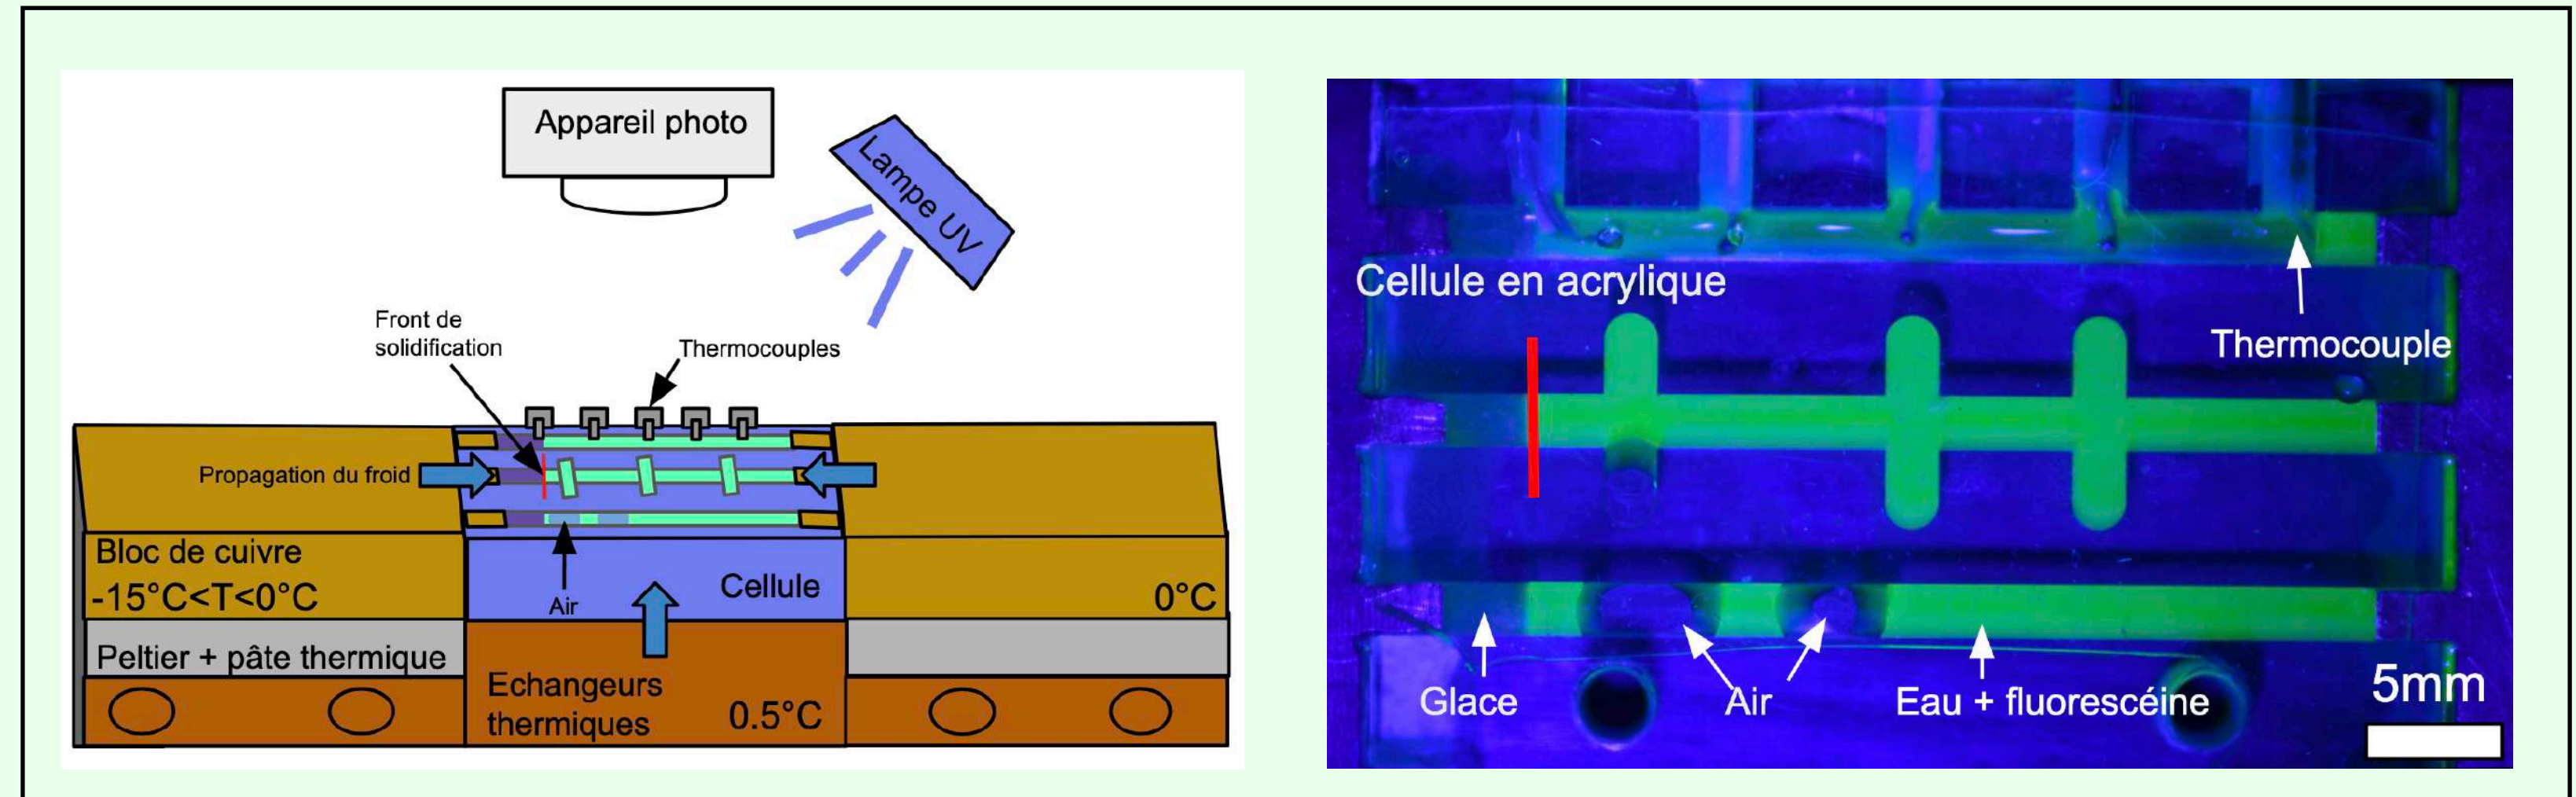 Appareil photo
Lampe UV
Front de
solidification
Thermocouples
Propagation du froid
Bloc de cuivre
-15°C<T<0°C
Air
Cellule
0°C
Peltier + pâte thermique
Echangeurs
thermiques
0.5°C
Cellule en acrylique
Thermocouple
Glace
Air
Eau + fluorescéine
5mm